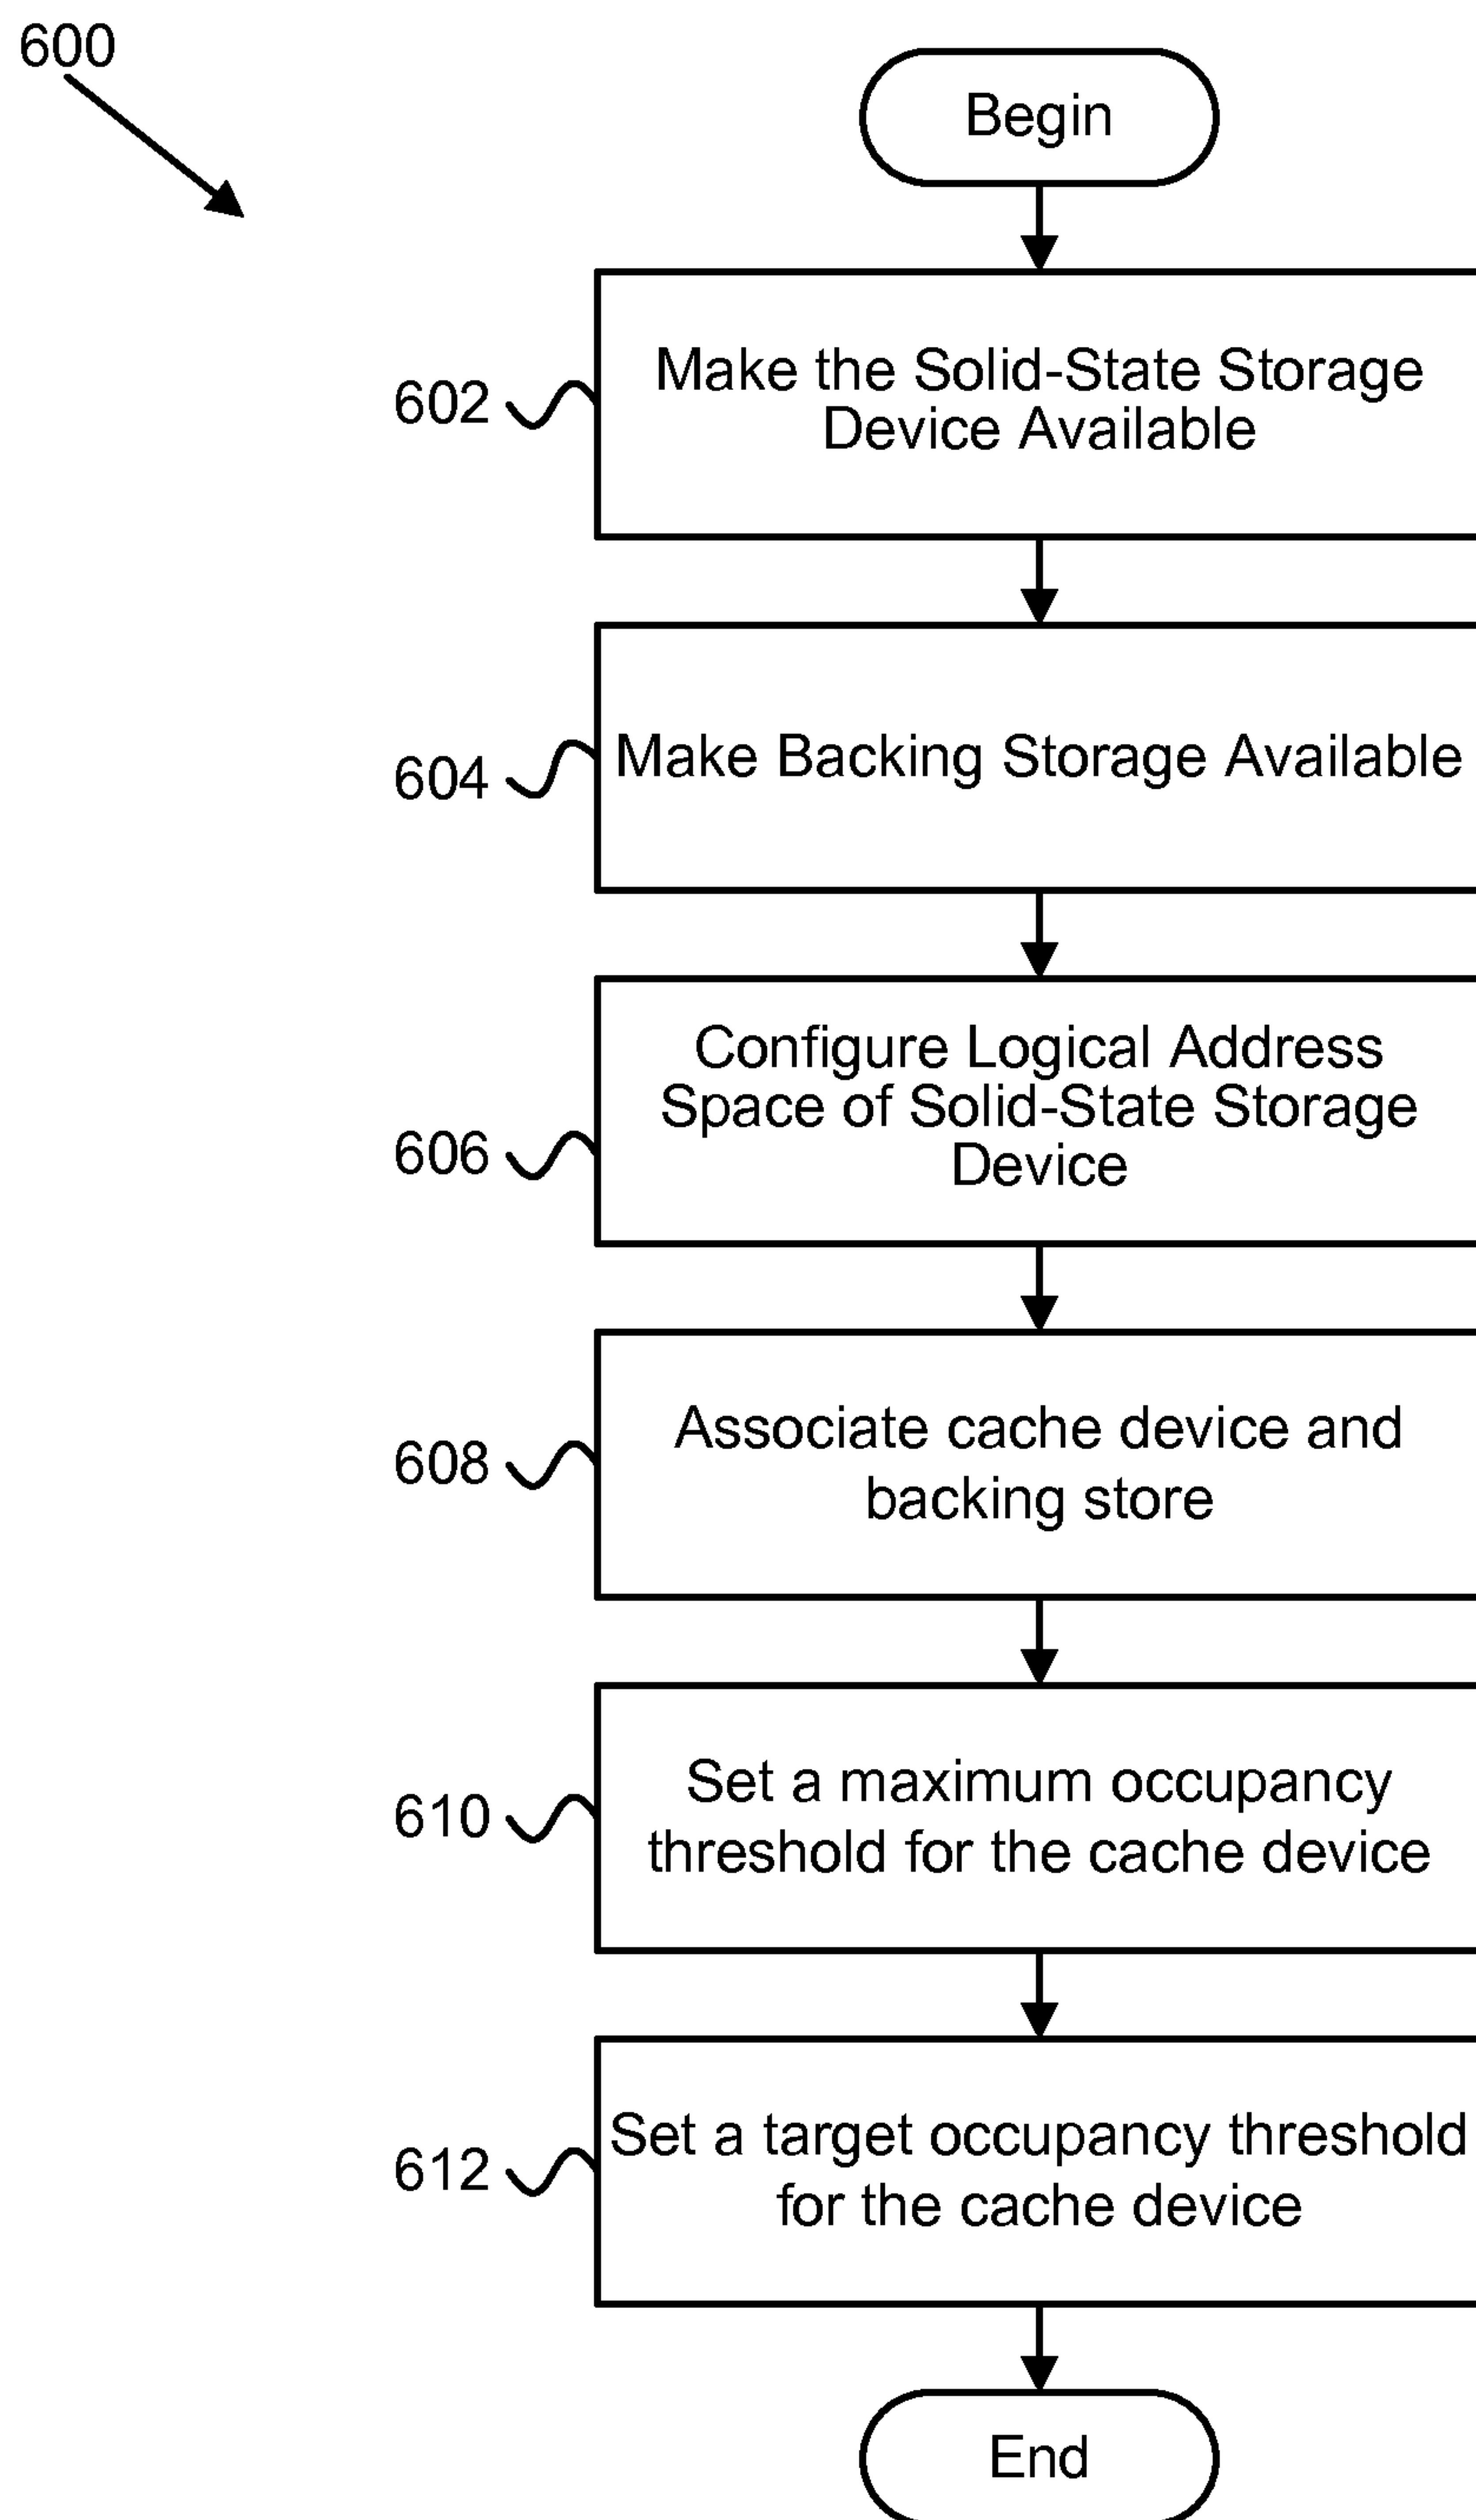 600
Begin
602
Make the Solid-State Storage
Device Available
604
Make Backing Storage Available
606
Configure Logical Address
Space of Solid-State Storage
Device
608
Associate cache device and
backing store
610
Set a maximum occupancy
threshold for the cache device
612
Set a target occupancy threshold
for the cache device
End